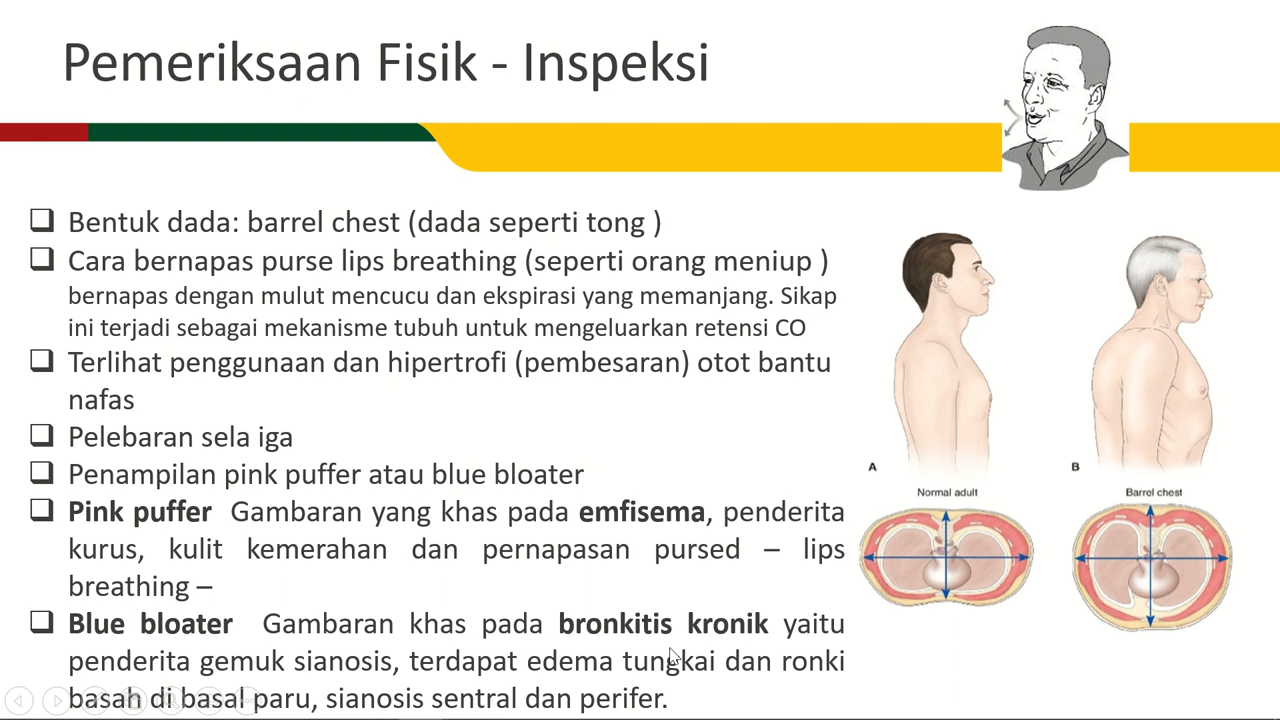 Pemeriksaan Fisik - Inspeksi
Bentuk dada: barrel chest (dada seperti tong )
Cara bernapas purse lips breathing (seperti orang meniup )
bernapas dengan mulut mencucu dan ekspirasi yang memanjang. Sikap
ini terjadi sebagai mekanisme tubuh untuk mengeluarkan retensi CO
Terlihat penggunaan dan hipertrofi (pembesaran) otot bantu
nafas
Pelebaran sela iga
Penampilan pink puffer atau blue bloater
Pink puffer Gambaran yang khas pada emfisema, penderita
kurus, kulit kemerahan dan pernapasan pursed – lips
breathing –
Blue bloater Gambaran khas pada bronkitis kronik yaitu
penderita gemuk sianosis, terdapat edema tungkai dan ronki
basah di basal paru, sianosis sentral dan perifer.
A
Normal adult
B
Barrel chest